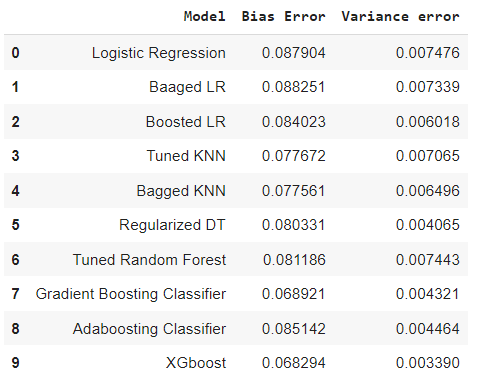 Model Bias Error Variance error
0 Logistic Regression 0.087904 0.007476
1 Baaged LR 0.088251 0.007339
2 Boosted LR 0.084023 0.006018
3 Tuned KNN 0.077672 0.007065
4 Bagged KNN 0.077561 0.006496
5 Regularized DT 0.080331 0.004065
6 Tuned Random Forest 0.081186 0.007443
7 Gradient Boosting Classifier 0.068921 0.004321
8 Adaboosting Classifier 0.085142 0.004464
9 XGboost 0.068294 0.003390